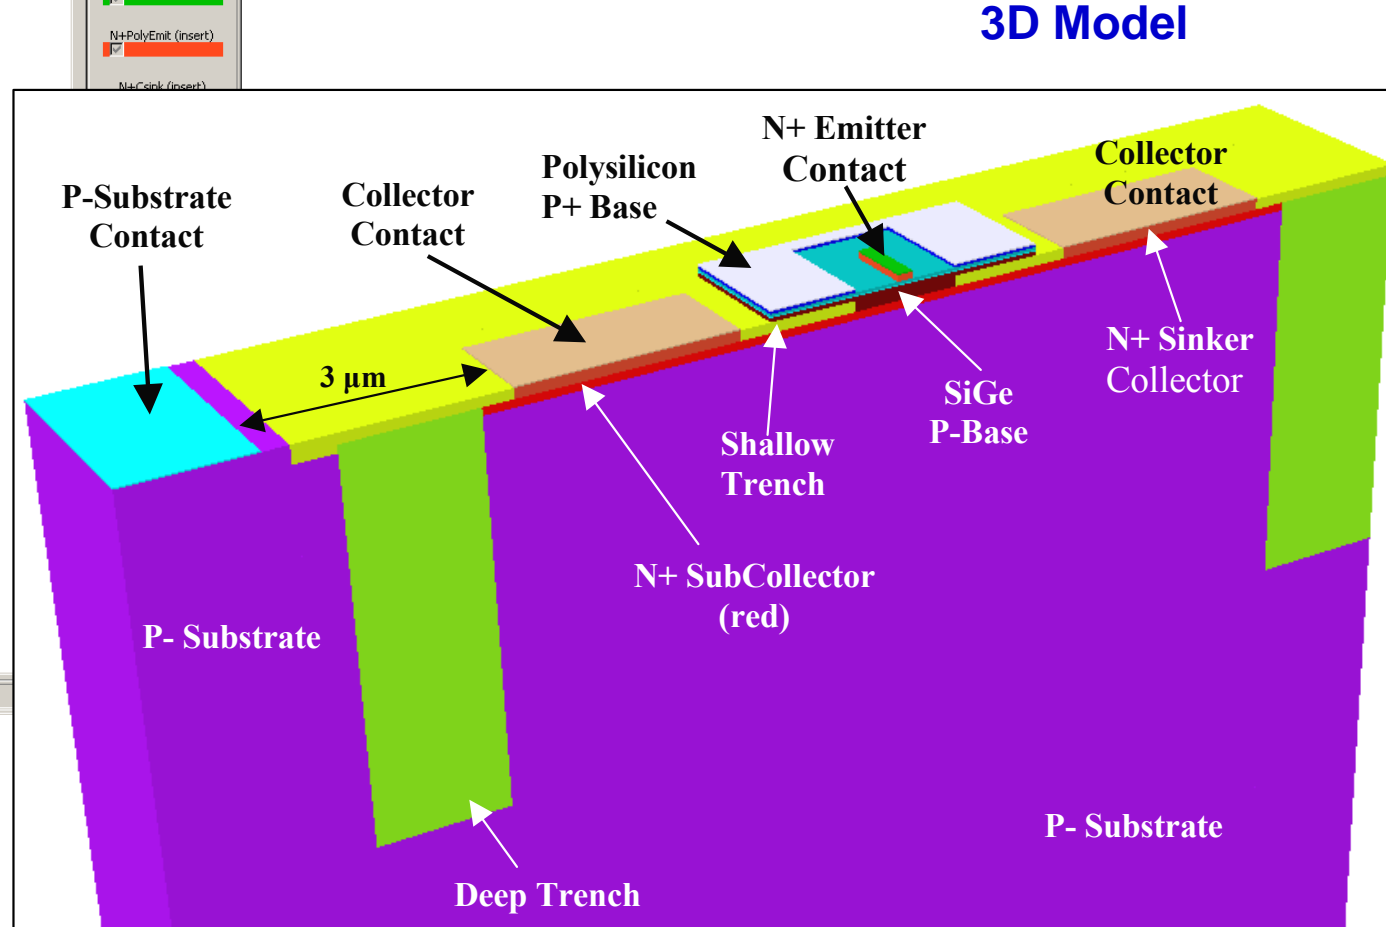 3D Model
N+PolyEmit (insert)
N+Csink (insert)
N+ Emitter
Contact
Polysilicon
P+ Base
Collector
Contact
Collector
Contact
P-Substrate
Contact
3 µm
N+ Sinker
Collector
SiGe
P-Base
Shallow
Trench
N+ SubCollector
(red)
P- Substrate
P- Substrate
Deep Trench